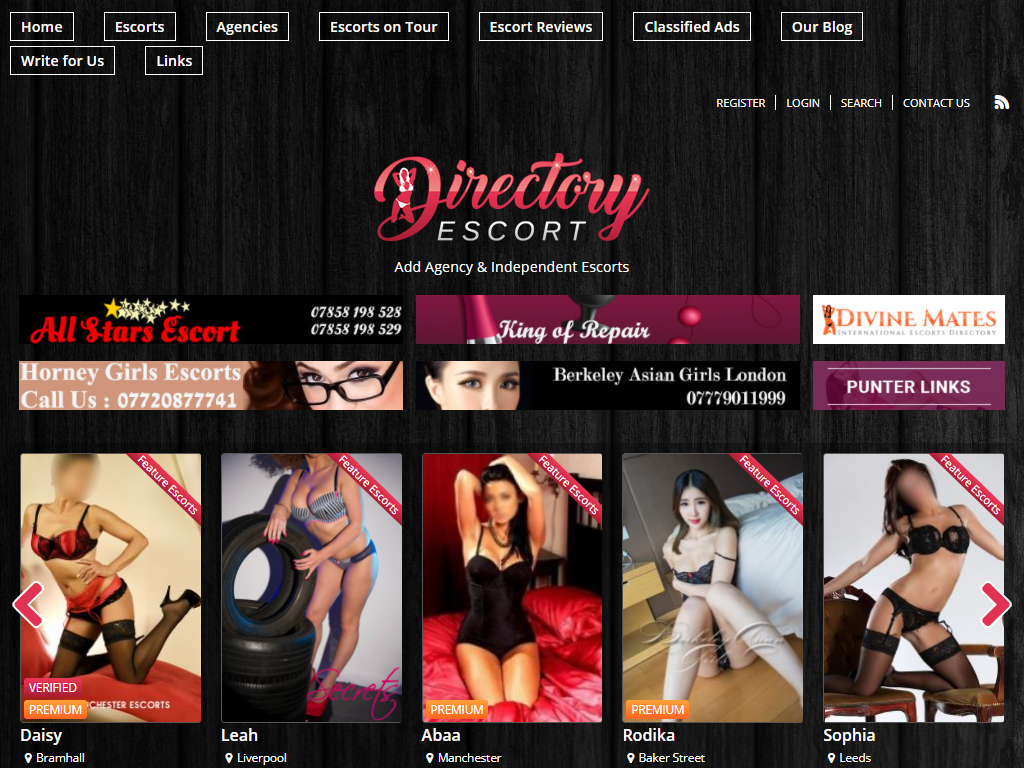 Home
Escorts
Agencies
Escorts on Tour
Escort Reviews
Classified Ads
Our Blog
Write for Us
Links
REGISTER
LOGIN
SEARCH
CONTACT US
Directory
ESCORT
Add Agency & Independent Escorts
All Stars Escort
07858 198 528
07858 198 529
King of Repair
DIVINE MATES
INTERNATIONAL ESCORTS DIRECTORY
Horney Girls Escorts
Call Us : 07720877741
Berkeley Asian Girls London
07779011999
PUNTER LINKS
Feature Escorts
Feature Escorts
Feature Escorts
Feature Escorts
Feature Escorts
Secrets
VERIFIED
PREMIUM
ESCORTS
PREMIUM
PREMIUM
Daisy
Leah
Abaa
Rodika
Sophia
Bramhall
Liverpool
Manchester
Baker Street
Leeds